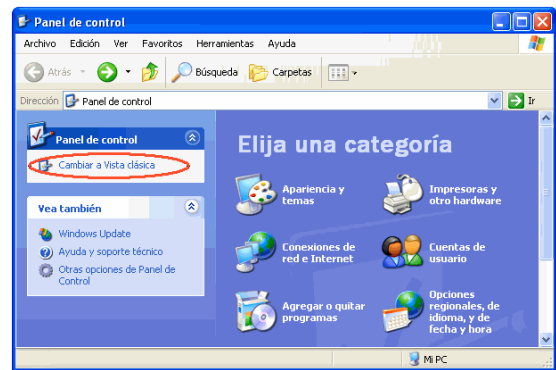 Panel de control
Archivo Edición Ver Favoritos Herramientas Ayuda
Atrás Búsqueda Carpetas
Dirección Panel de control Ir
Panel de control
Cambiar a Vista clásica
Vea también
Windows Update
Ayuda y soporte técnico
Otras opciones de Panel de
Control
Elija una categoría
Apariencia y
temas
Impresoras y
otro hardware
Conexiones de
red e Internet
Cuentas de
usuario
Agregar o quitar
programas
Opciones
regionales, de
idioma, y de
fecha y hora
Mi PC